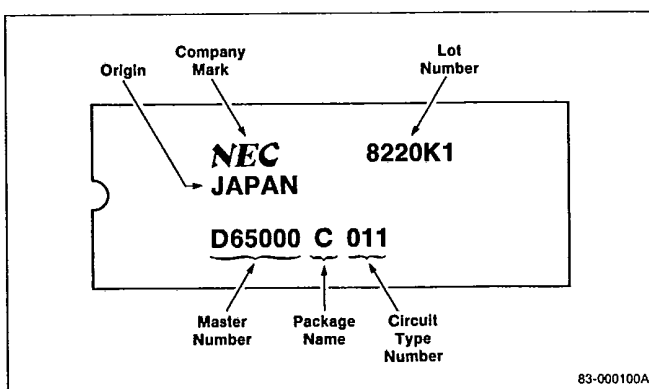 Company
Mark
Lot
Number
Origin
NEC
8220K1
JAPAN
D65000 C 011
Master
Number
Package
Name
Circuit
Type
Number
83-000100A